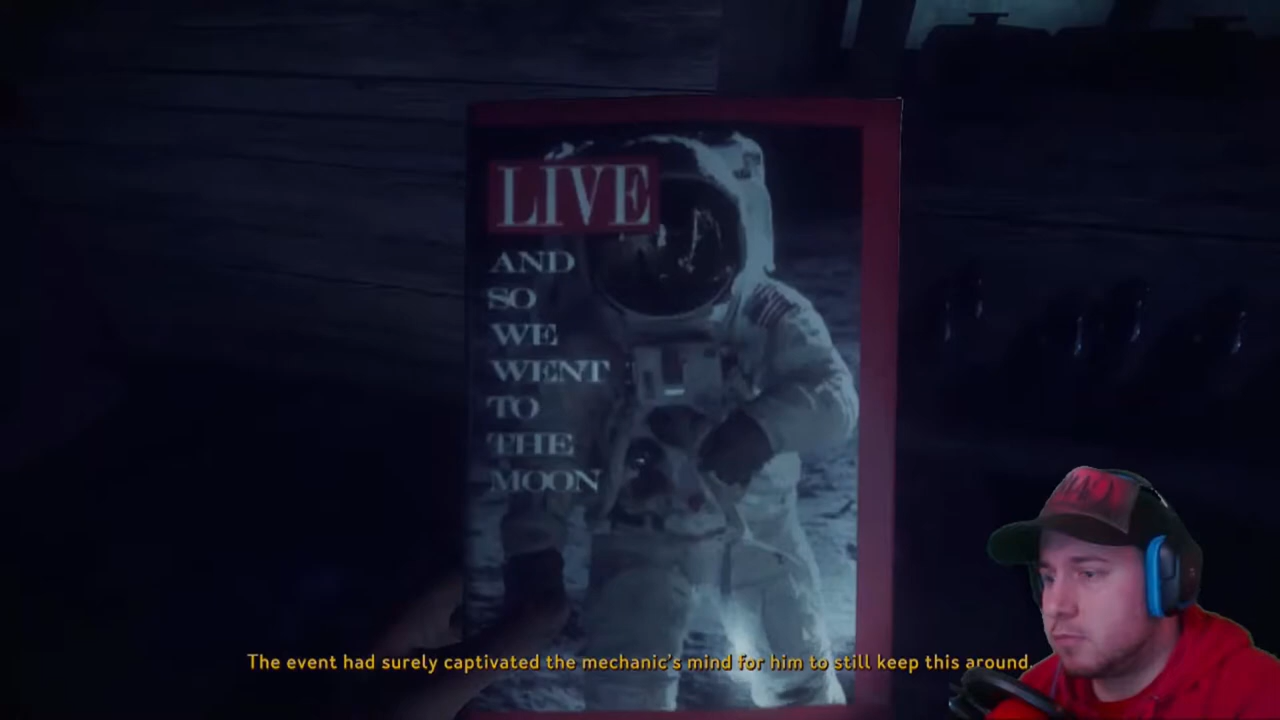 LIVE
AND
SO
WE
WENT
TO
THE
MOON
The event had surely captivated the mechanic's mind for him to still keep this around.